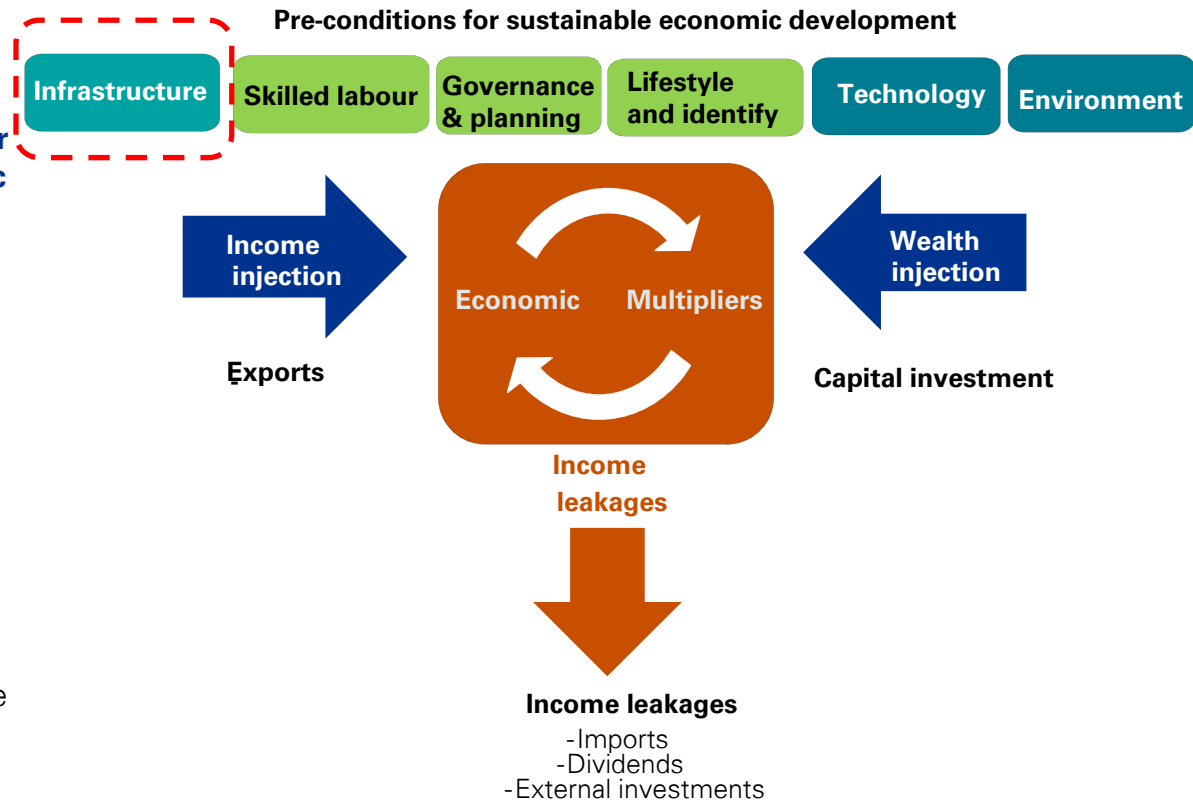 Pre-conditions for sustainable economic development
Infrastructure
Skilled labour
Governance
& planning
Lifestyle
and identify
Technology
Environment
r
c
Income
injection
Economic Multipliers
Wealth
injection
Exports
Capital investment
Income
leakages
e
Income leakages
-Imports
-Dividends
-External investments